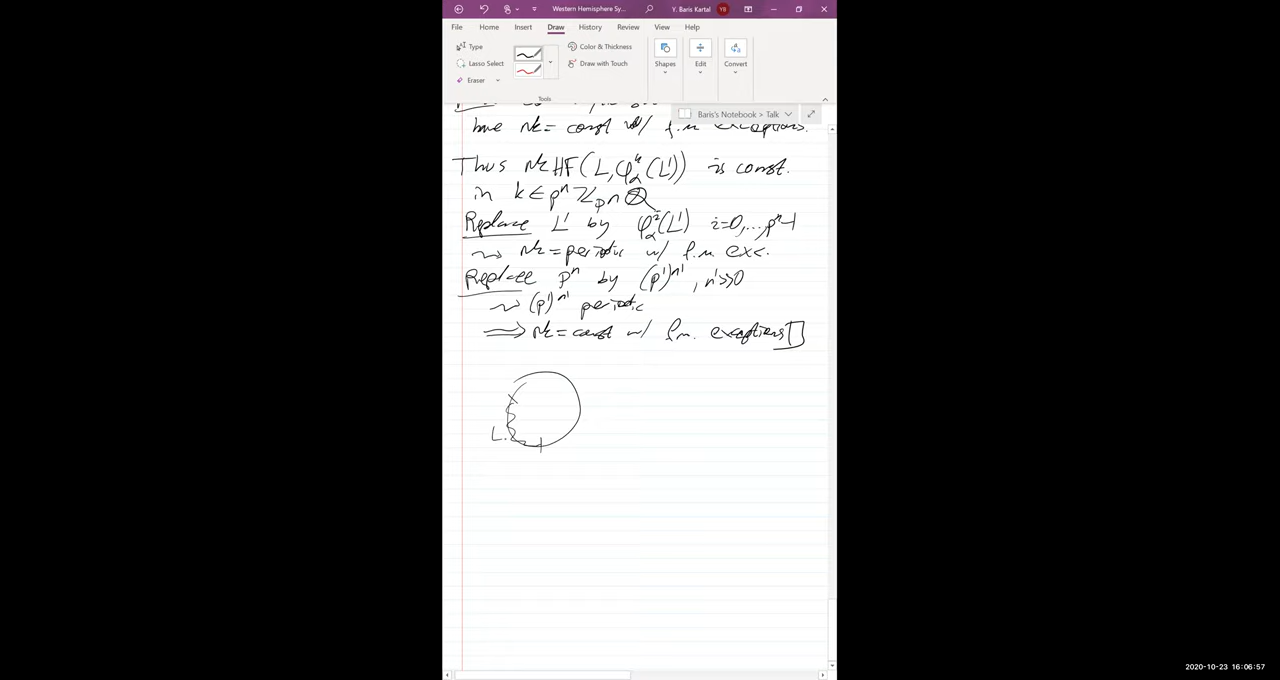 Western Hemisphere Sy...
Y. Baris Kartal
YB
File Home Insert Draw History Review View Help
Type
Lasso Select
Eraser
Color & Thickness
Draw with Touch
Shapes
Edit
Convert
Tools
Baris's Notebook > Talk
have rk = const w/ f.m exceptions.
Thus rk HF(L, φ_α^k(L')) is const.
in k ∈ p^n ℤ_p ∩
Replace L' by φ_α^i(L') i=0,...,p^n-1
⇝ rk = periodic w/ f.m exc.
Replace p^n by (p')^n', n'≫0
⇝ (p')^n' periodic
⟹ rk = const w/ f.m. exceptions
L
2020-10-23 16:06:57